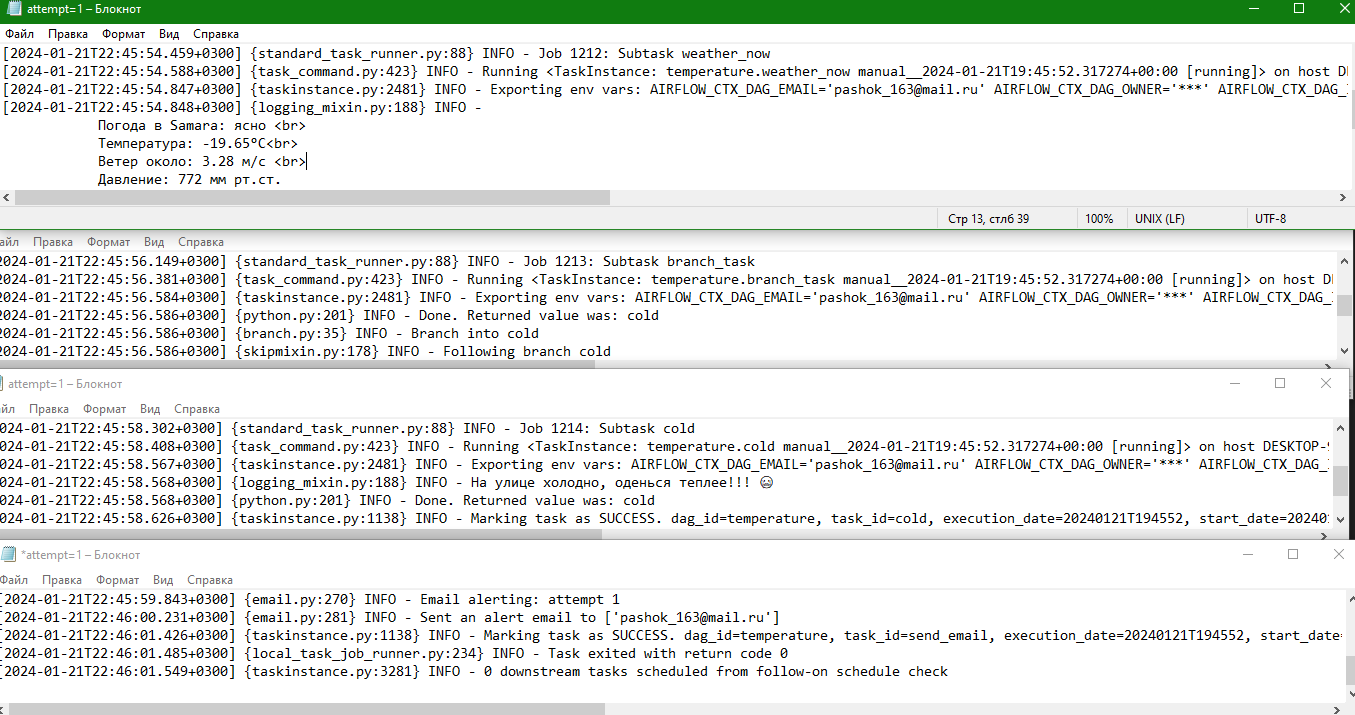 attempt=1 – Блокнот
Файл Правка Формат Вид Справка
[2024-01-21T22:45:54.459+0300] {standard_task_runner.py:88} INFO - Job 1212: Subtask weather_now
[2024-01-21T22:45:54.588+0300] {task_command.py:423} INFO - Running <TaskInstance: temperature.weather_now manual__2024-01-21T19:45:52.317274+00:00 [running]> on host
[2024-01-21T22:45:54.847+0300] {taskinstance.py:2481} INFO - Exporting env vars: AIRFLOW_CTX_DAG_EMAIL='pashok_163@mail.ru' AIRFLOW_CTX_DAG_OWNER='***' AIRFLOW_CTX_DAG_
[2024-01-21T22:45:54.848+0300] {logging_mixin.py:188} INFO -
Погода в Samara: ясно <br>
Температура: -19.65°C<br>
Ветер около: 3.28 м/с <br>
Давление: 772 мм рт.ст.
Стр 13, стлб 39 100% UNIX (LF) UTF-8
айл Правка Формат Вид Справка
2024-01-21T22:45:56.149+0300] {standard_task_runner.py:88} INFO - Job 1213: Subtask branch_task
2024-01-21T22:45:56.381+0300] {task_command.py:423} INFO - Running <TaskInstance: temperature.branch_task manual__2024-01-21T19:45:52.317274+00:00 [running]> on host
2024-01-21T22:45:56.584+0300] {taskinstance.py:2481} INFO - Exporting env vars: AIRFLOW_CTX_DAG_EMAIL='pashok_163@mail.ru' AIRFLOW_CTX_DAG_OWNER='***' AIRFLOW_CTX_DAG_
2024-01-21T22:45:56.586+0300] {python.py:201} INFO - Done. Returned value was: cold
2024-01-21T22:45:56.586+0300] {branch.py:35} INFO - Branch into cold
2024-01-21T22:45:56.586+0300] {skipmixin.py:178} INFO - Following branch cold
attempt=1 – Блокнот
йл Правка Формат Вид Справка
024-01-21T22:45:58.302+0300] {standard_task_runner.py:88} INFO - Job 1214: Subtask cold
024-01-21T22:45:58.408+0300] {task_command.py:423} INFO - Running <TaskInstance: temperature.cold manual__2024-01-21T19:45:52.317274+00:00 [running]> on host DESKTOP-
024-01-21T22:45:58.567+0300] {taskinstance.py:2481} INFO - Exporting env vars: AIRFLOW_CTX_DAG_EMAIL='pashok_163@mail.ru' AIRFLOW_CTX_DAG_OWNER='***' AIRFLOW_CTX_DAG_
024-01-21T22:45:58.568+0300] {logging_mixin.py:188} INFO - На улице холодно, оденься теплее!!!
024-01-21T22:45:58.568+0300] {python.py:201} INFO - Done. Returned value was: cold
024-01-21T22:45:58.626+0300] {taskinstance.py:1138} INFO - Marking task as SUCCESS. dag_id=temperature, task_id=cold, execution_date=20240121T194552, start_date=202401
*attempt=1 – Блокнот
Файл Правка Формат Вид Справка
[2024-01-21T22:45:59.843+0300] {email.py:270} INFO - Email alerting: attempt 1
[2024-01-21T22:46:00.231+0300] {email.py:281} INFO - Sent an alert email to ['pashok_163@mail.ru']
[2024-01-21T22:46:01.426+0300] {taskinstance.py:1138} INFO - Marking task as SUCCESS. dag_id=temperature, task_id=send_email, execution_date=20240121T194552, start_date=
[2024-01-21T22:46:01.485+0300] {local_task_job_runner.py:234} INFO - Task exited with return code 0
[2024-01-21T22:46:01.549+0300] {taskinstance.py:3281} INFO - 0 downstream tasks scheduled from follow-on schedule check